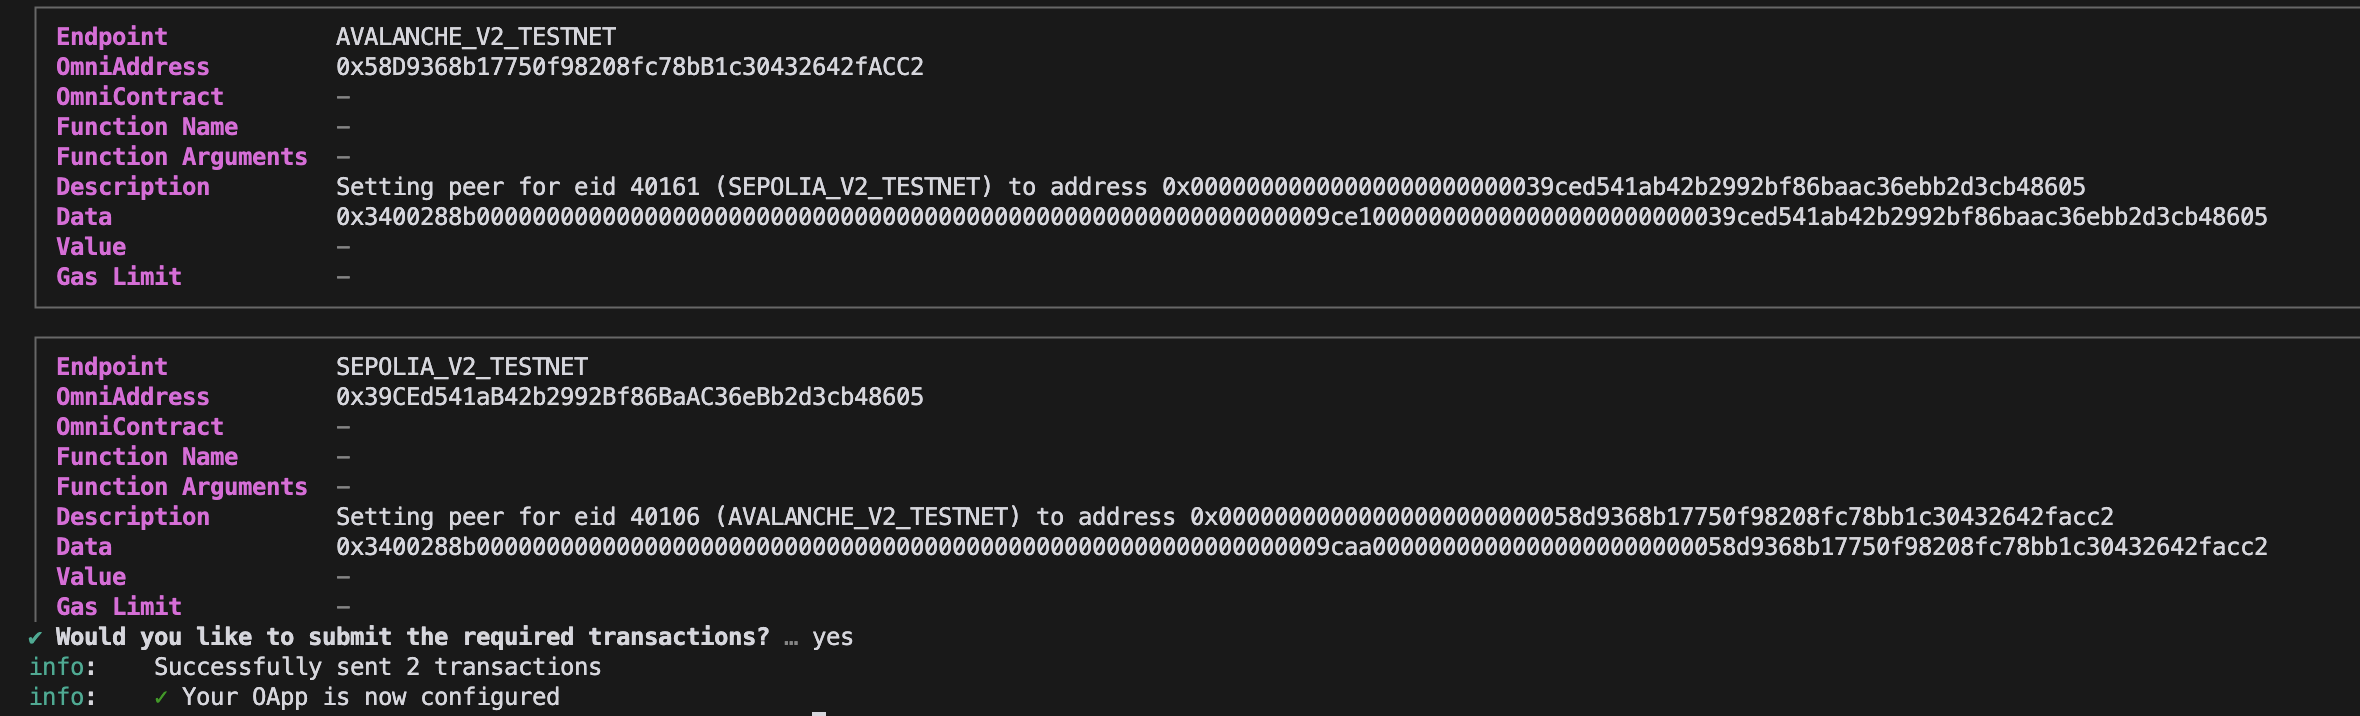 Endpoint AVALANCHE_V2_TESTNET
OmniAddress 0x58D9368b17750f98208fc78bB1c30432642fACC2
OmniContract –
Function Name –
Function Arguments –
Description Setting peer for eid 40161 (SEPOLIA_V2_TESTNET) to address 0x00000000000000000000000039ced541ab42b2992bf86baac36ebb2d3cb48605
Data 0x3400288b0000000000000000000000000000000000000000000000000000000000009ce100000000000000000000000039ced541ab42b2992bf86baac36ebb2d3cb48605
Value –
Gas Limit –
Endpoint SEPOLIA_V2_TESTNET
OmniAddress 0x39CEd541aB42b2992Bf86BaAC36eBb2d3cb48605
OmniContract –
Function Name –
Function Arguments –
Description Setting peer for eid 40106 (AVALANCHE_V2_TESTNET) to address 0x00000000000000000000000058d9368b17750f98208fc78bb1c30432642facc2
Data 0x3400288b0000000000000000000000000000000000000000000000000000000000009caa00000000000000000000000058d9368b17750f98208fc78bb1c30432642facc2
Value –
Gas Limit –
✔ Would you like to submit the required transactions? … yes
info: Successfully sent 2 transactions
info: ✓ Your OApp is now configured